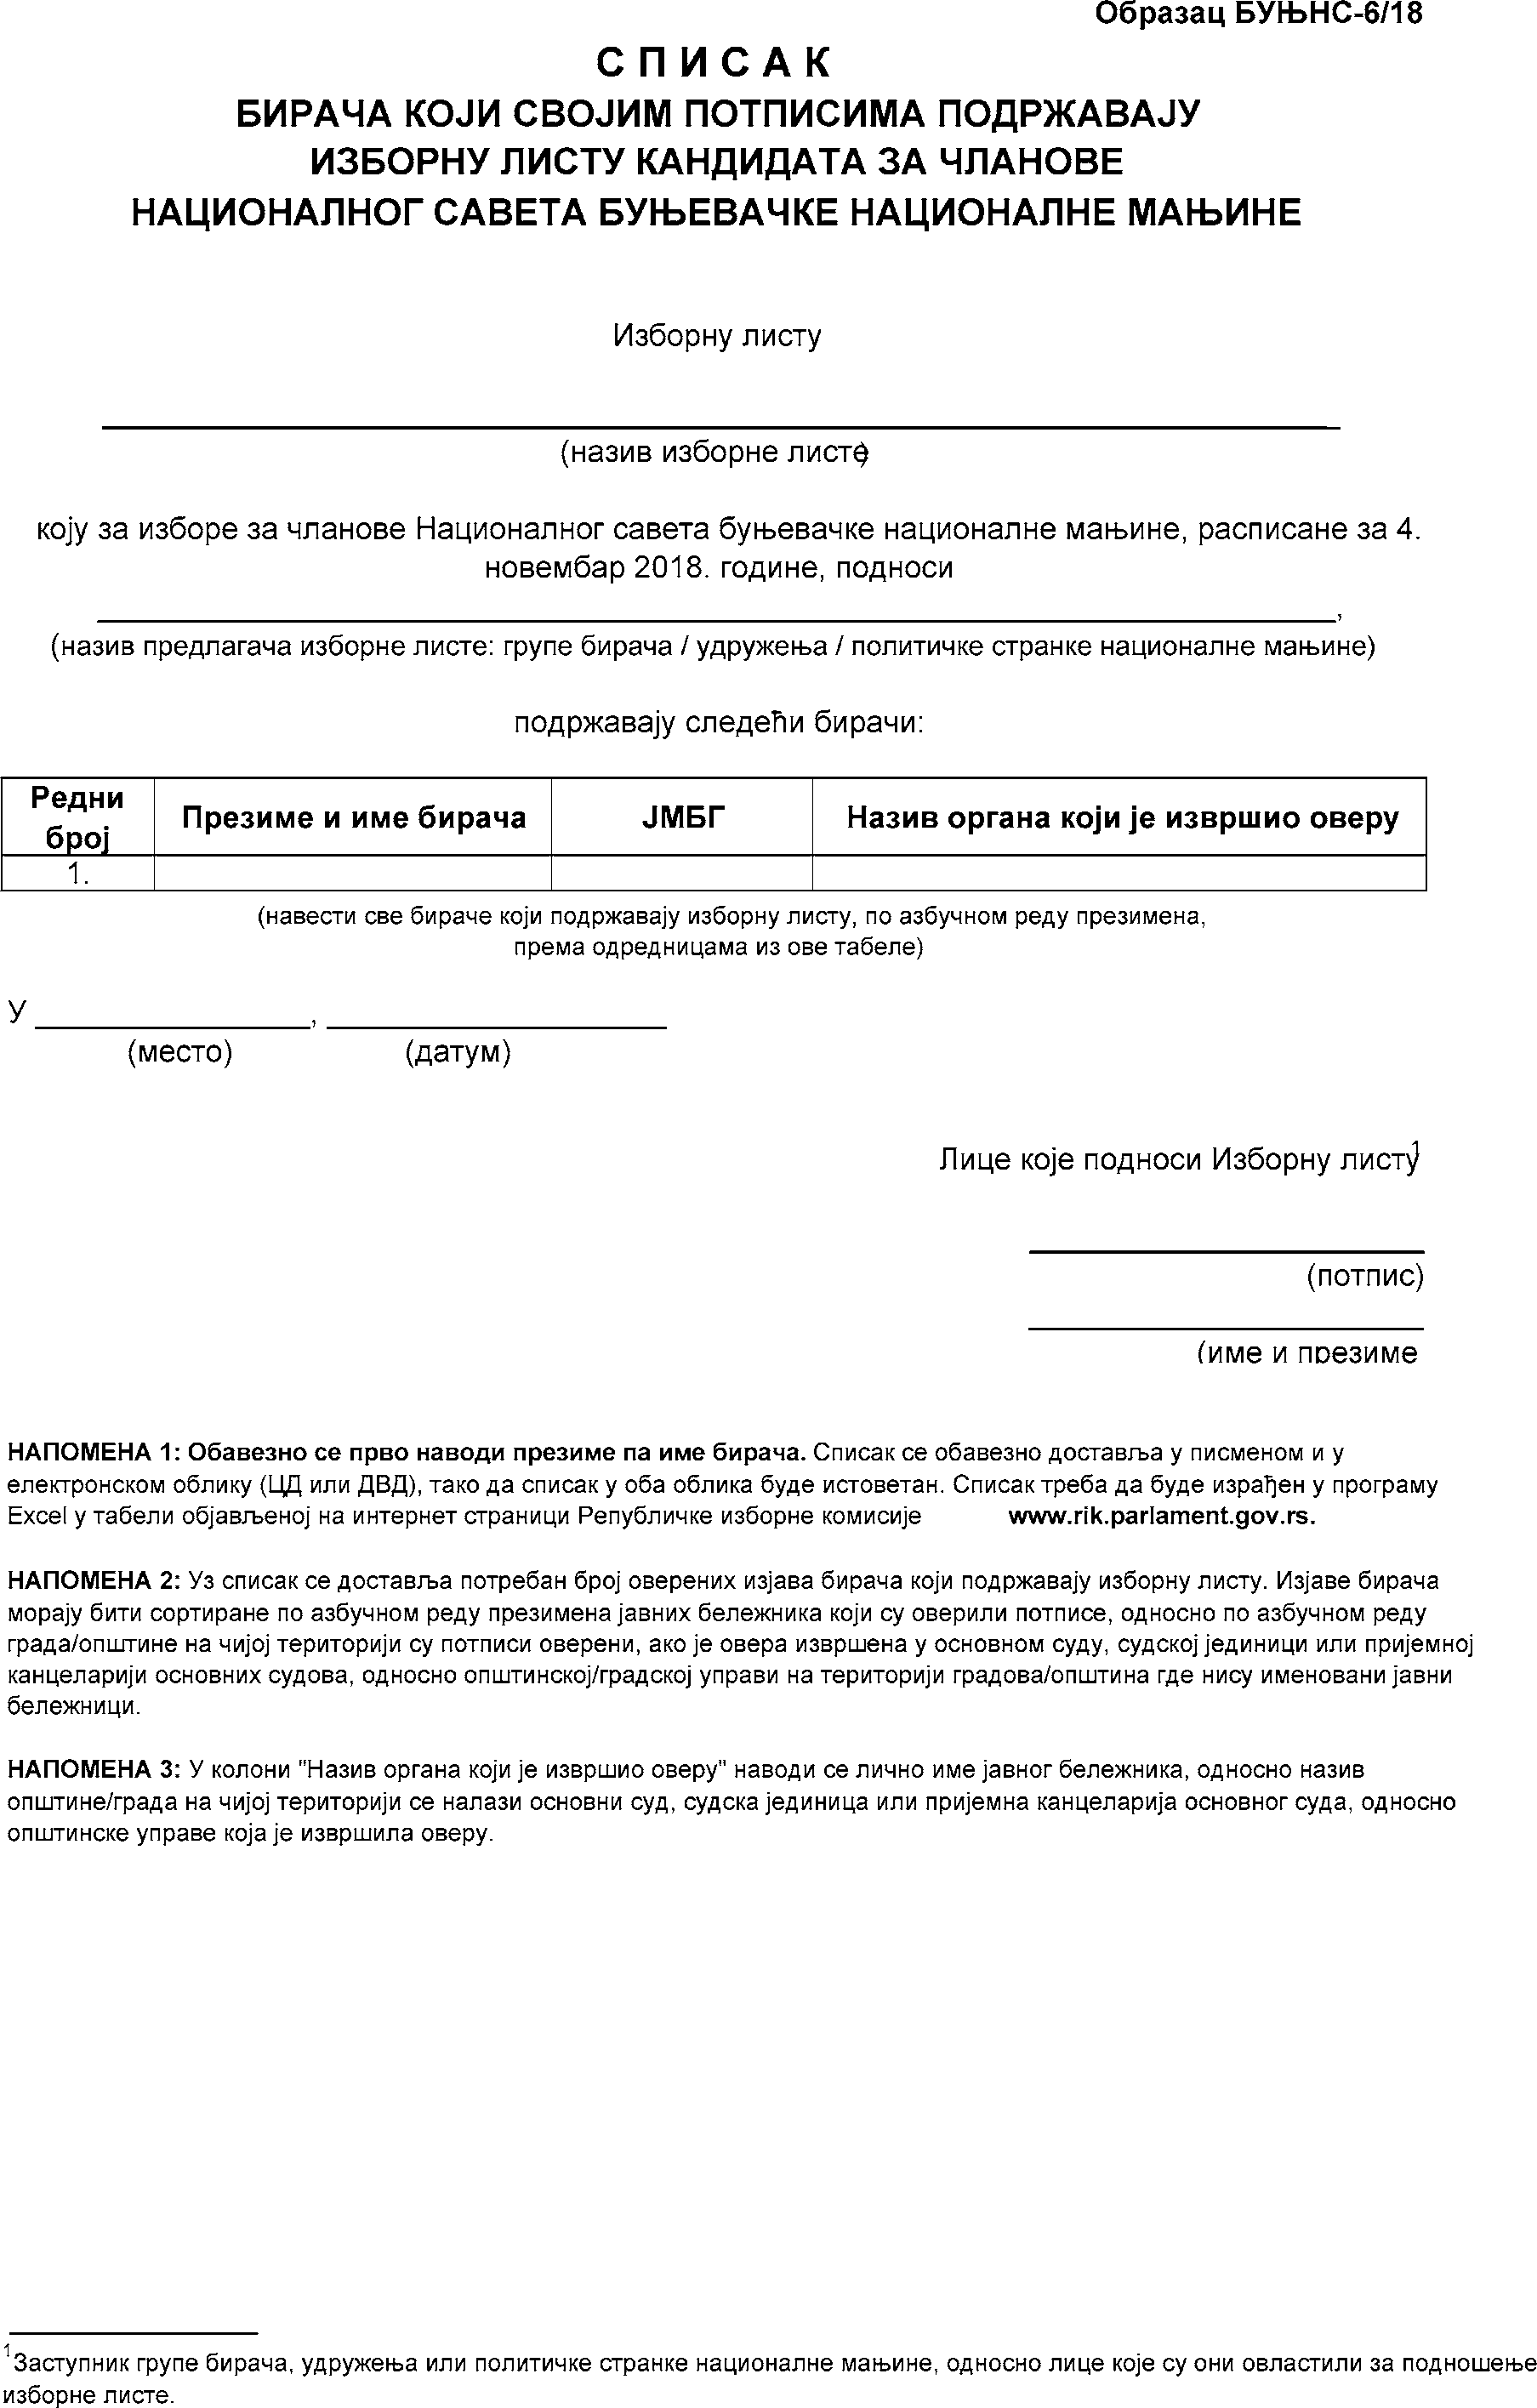 Образац БУЊНС-6/18
С П И С А К
БИРАЧА КОЈИ СВОЈИМ ПОТПИСИМА ПОДРЖАВАЈУ
ИЗБОРНУ ЛИСТУ КАНДИДАТА ЗА ЧЛАНОВЕ
НАЦИОНАЛНОГ САВЕТА БУЊЕВАЧКЕ НАЦИОНАЛНЕ МАЊИНЕ
Изборну листу
(назив изборне листе)
коју за изборе за чланове Националног савета буњевачке националне мањине, расписане за 4.
новембар 2018. године, подноси
,
(назив предлагача изборне листе: групе бирача / удружења / политичке странке националне мањине)
подржавају следећи бирачи:
Редни број Презиме и име бирача ЈМБГ Назив органа који је извршио оверу
1.
(навести све бираче који подржавају изборну листу, по азбучном реду презимена,
према одредницама из ове табеле)
У ____________, ____________
(место) (датум)
Лице које подноси Изборну листу1
(потпис)
(име и презиме
НАПОМЕНА 1: Обавезно се прво наводи презиме па име бирача. Списак се обавезно доставља у писменом и у
електронском облику (ЦД или ДВД), тако да списак у оба облика буде истоветан. Списак треба да буде израђен у програму
Excel у табели објављеној на интернет страници Републичке изборне комисије www.rik.parlament.gov.rs.
НАПОМЕНА 2: Уз списак се доставља потребан број оверених изјава бирача који подржавају изборну листу. Изјаве бирача
морају бити сортиране по азбучном реду презимена јавних бележника који су оверили потписе, односно по азбучном реду
града/општине на чијој територији су потписи оверени, ако је овера извршена у основном суду, судској јединици или пријемној
канцеларији основних судова, односно општинској/градској управи на територији градова/општина где нису именовани јавни
бележници.
НАПОМЕНА 3: У колони "Назив органа који је извршио оверу" наводи се лично име јавног бележника, односно назив
општине/града на чијој територији се налази основни суд, судска јединица или пријемна канцеларија основног суда, односно
општинске управе која је извршила оверу.
1Заступник групе бирача, удружења или политичке странке националне мањине, односно лице које су они овластили за подношење
изборне листе.